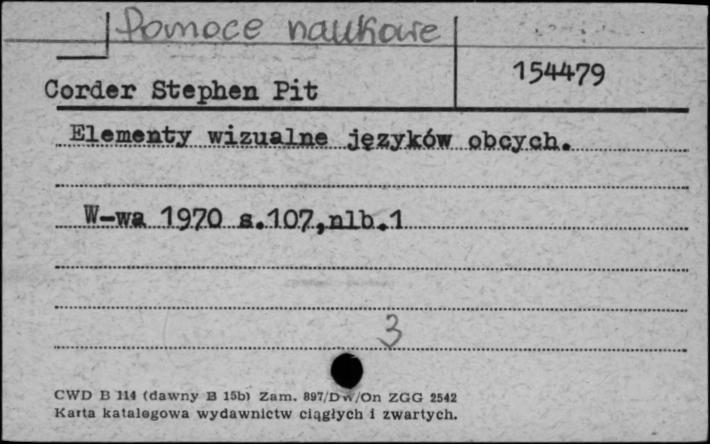 Pomoce naukowe
154479
Corder Stephen Pit
Elementy wizualne języków obcych.
W-wa 1970 s.107,nlb.1
3
CWD B 114 (dawny B 15b) Zam. 897/DW/On ZGG 2542
Karta katalogowa wydawnictw ciągłych i zwartych.